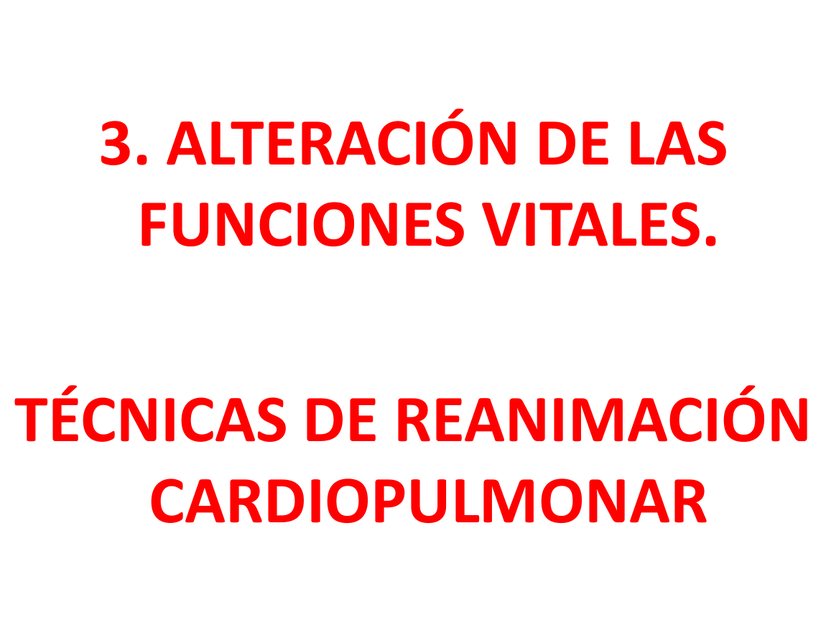 3. ALTERACIÓN DE LAS
FUNCIONES VITALES.
TÉCNICAS DE REANIMACIÓN
CARDIOPULMONAR